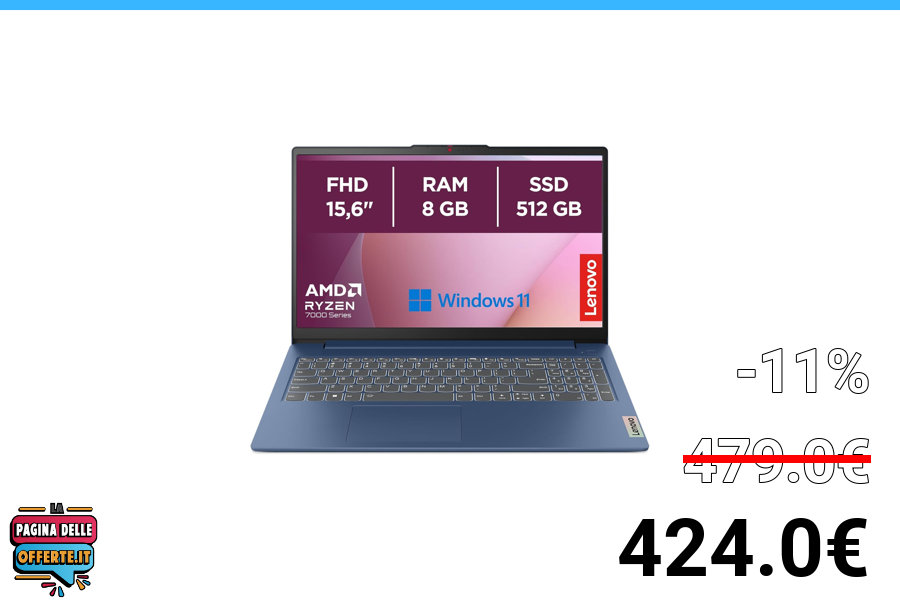 FHD
15,6"
RAM
8 GB
SSD
512 GB
AMD
RYZEN
7000 Series
Windows 11
Lenovo
Lenovo
-11%
479.0€
424.0€
LA
PAGINA DELLE
OFFERTE.IT